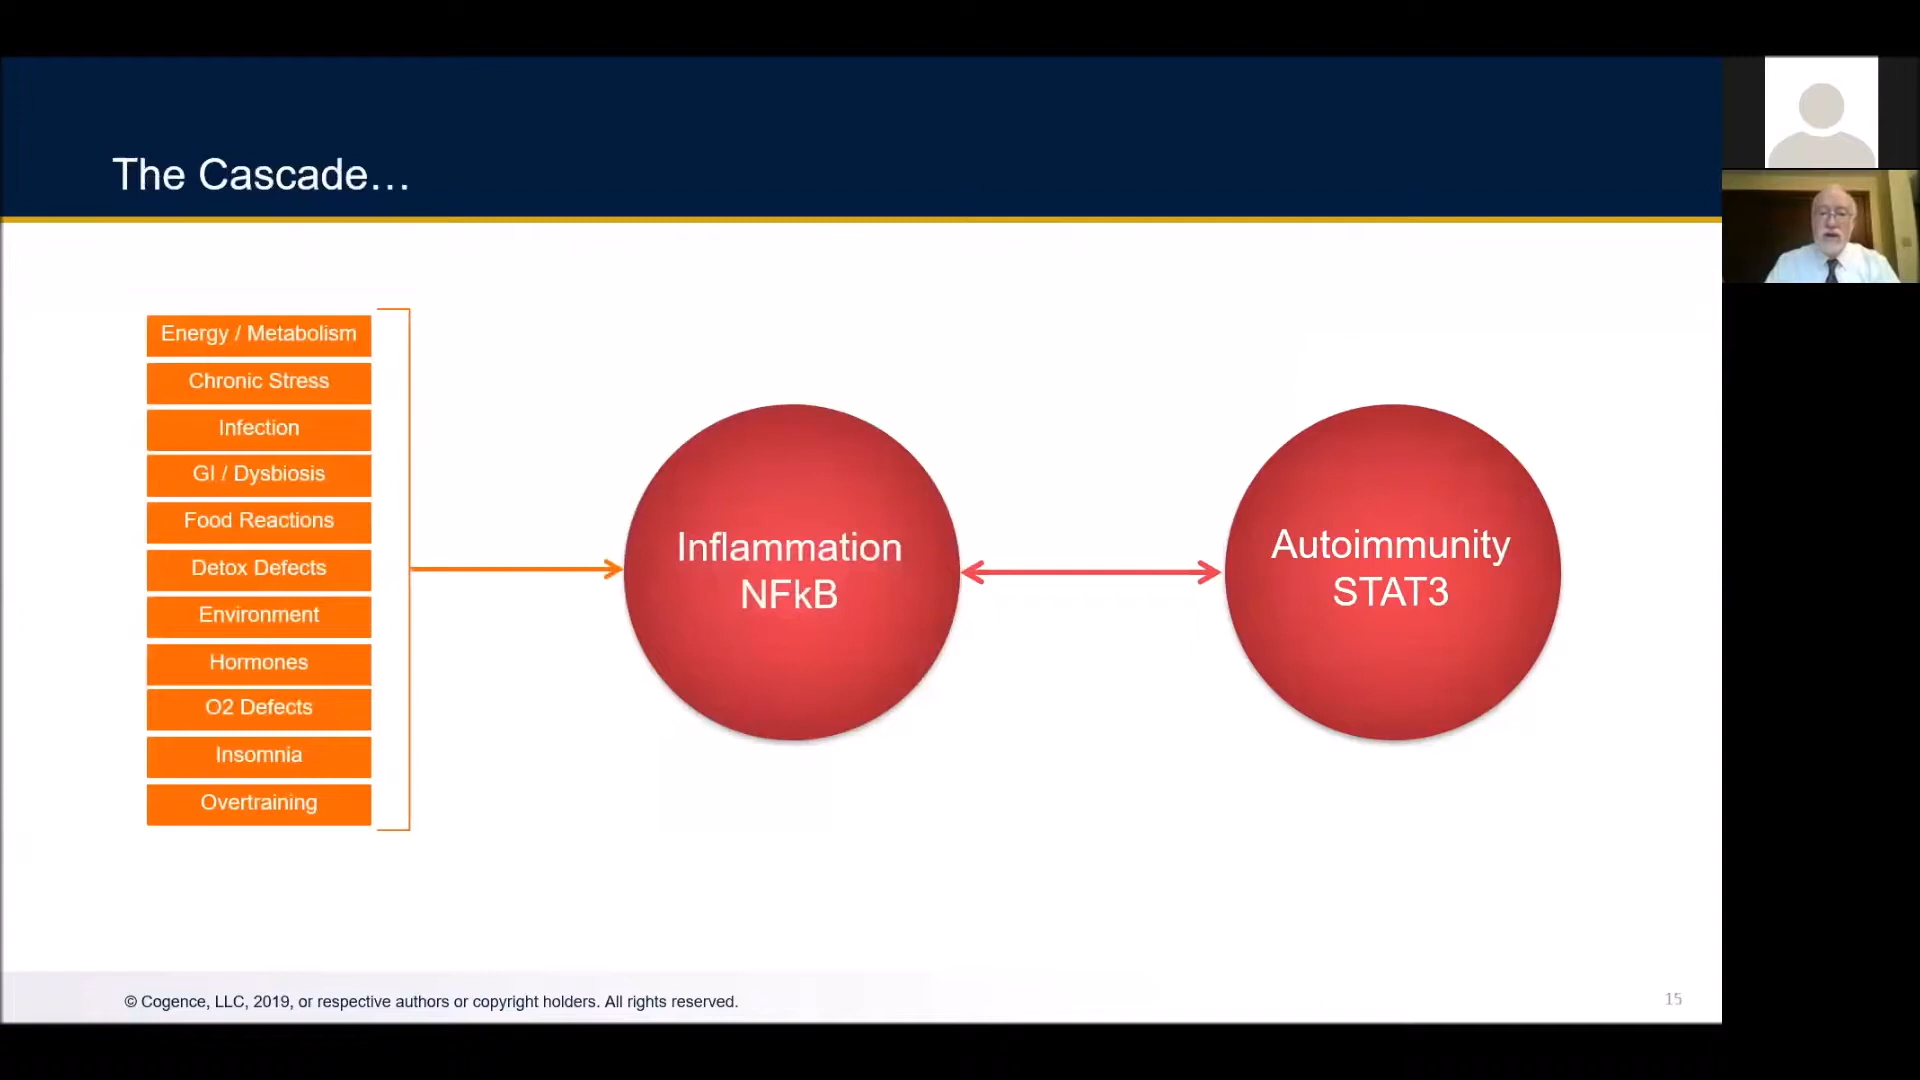 The Cascade…
Energy / Metabolism
Chronic Stress
Infection
GI / Dysbiosis
Food Reactions
Detox Defects
Environment
Hormones
O2 Defects
Insomnia
Overtraining
Inflammation
NFkB
Autoimmunity
STAT3
© Cogence, LLC, 2019, or respective authors or copyright holders. All rights reserved.
15